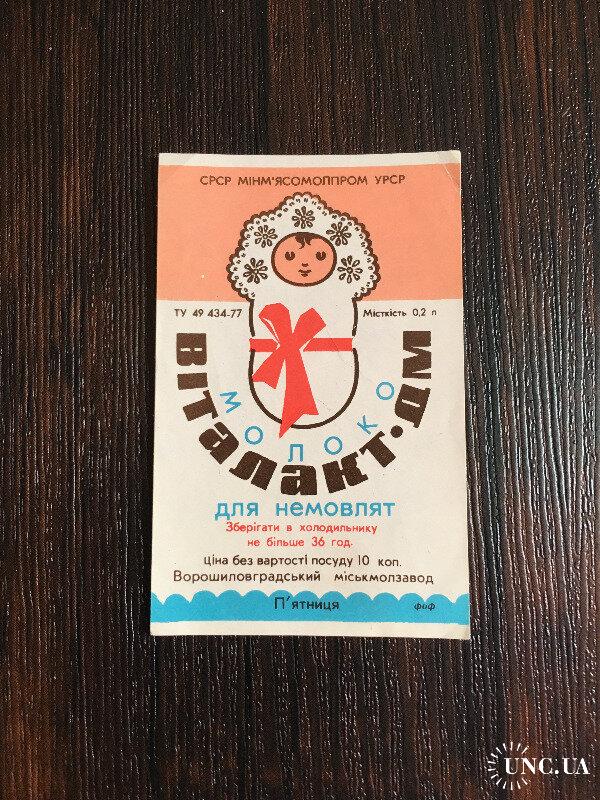 СРСР МІНМ'ЯСОМОЛПРОМ УРСР
ТУ 49 434-77
Місткість 0,2 л
МОЛОКО
ВІТАЛАКТ·ДМ
для немовлят
Зберігати в холодильнику
не більше 36 год.
ціна без вартості посуду 10 коп.
Ворошиловградський міськмолзавод
П'ятниця
фоф
UNC.UA